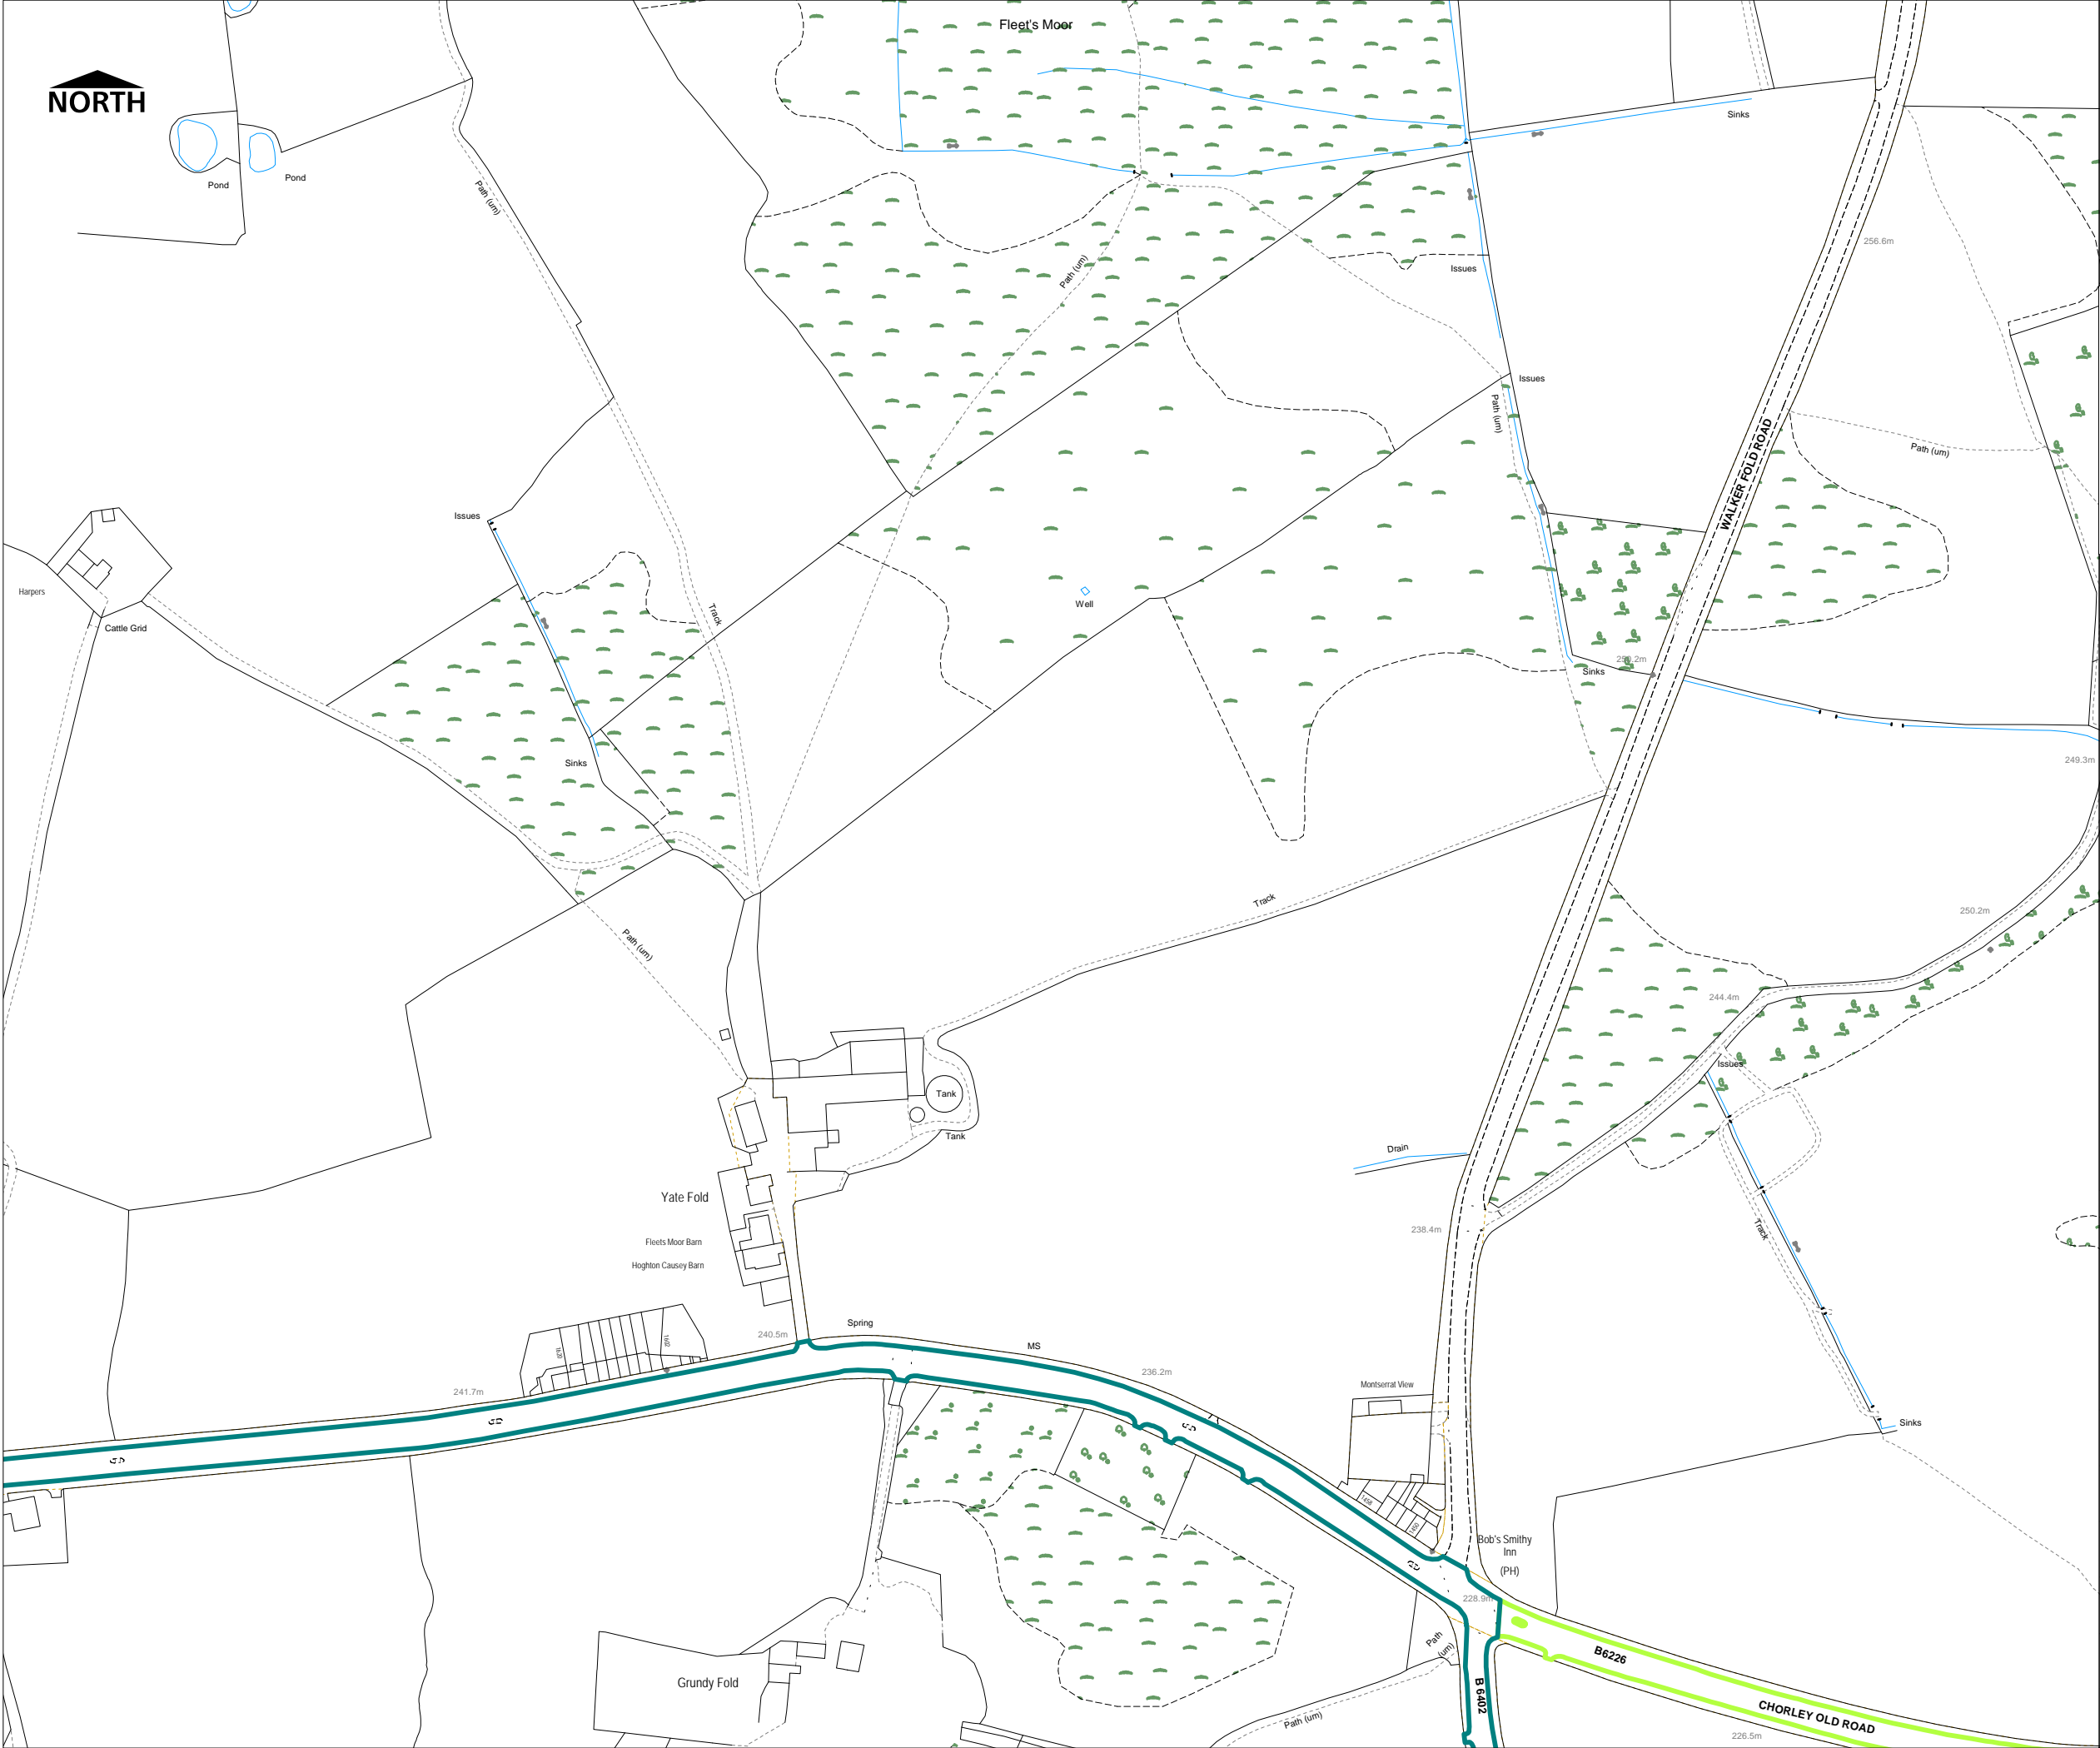 Fleet's Moor
NORTH
Sinks
Pond
Pond
Path (um)
256.6m
Path (um)
Issues
Issues
Path (um)
WALKER FOLD ROAD
Path (um)
Issues
Harpers
Cattle Grid
Track
Well
Sinks
Sinks
249.3m
Track
250.2m
Path (um)
244.4m
Issues
Tank
Tank
Drain
Yate Fold
238.4m
Track
Fleets Moor Barn
Hoghton Causey Barn
240.5m
Spring
MS
236.2m
1602
241.7m
Montserrat View
Sinks
1458
1450
Bob's Smithy
Inn
(PH)
228.9m
Path
(um)
B6226
Grundy Fold
B 6402
CHORLEY OLD ROAD
Path (um)
226.5m